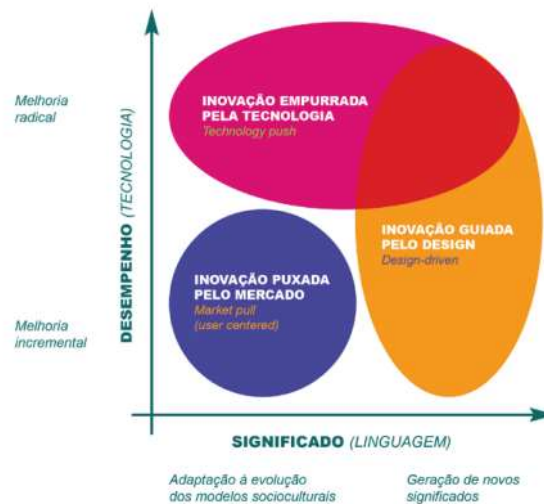 Melhoria
radical
INOVAÇÃO EMPURRADA
PELA TECNOLOGIA
Technology push
DESEMPENHO (TECNOLOGIA)
INOVAÇÃO GUIADA
PELO DESIGN
Design-driven
INOVAÇÃO PUXADA
PELO MERCADO
Market pull
(user centered)
Melhoria
incremental
SIGNIFICADO (LINGUAGEM)
Adaptação à evolução
dos modelos socioculturais
Geração de novos
significados